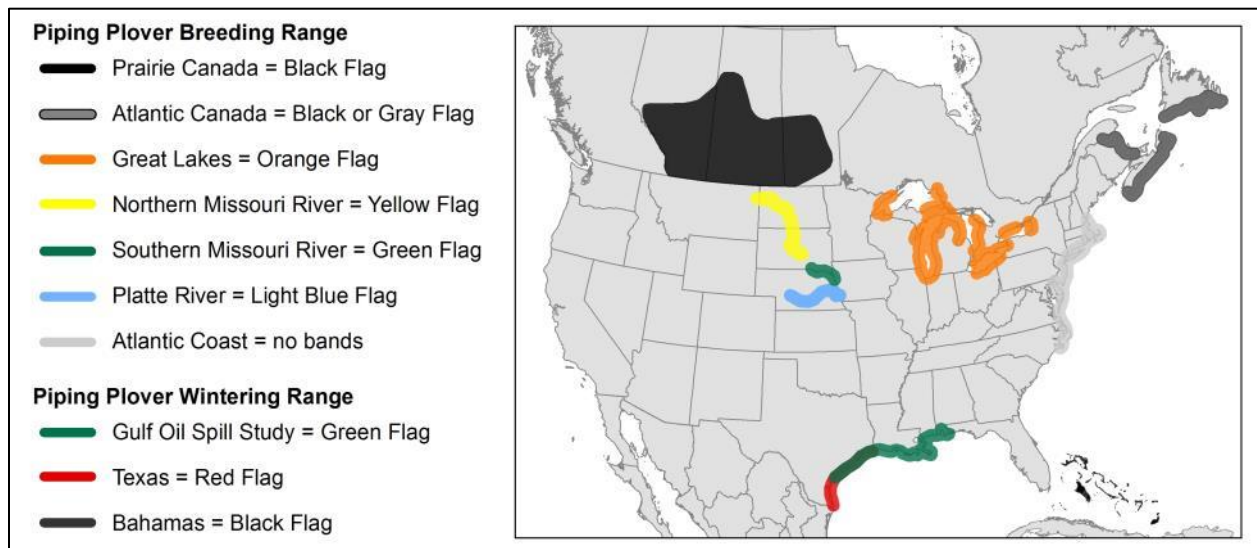 Piping Plover Breeding Range
Prairie Canada = Black Flag
Atlantic Canada = Black or Gray Flag
Great Lakes = Orange Flag
Northern Missouri River = Yellow Flag
Southern Missouri River = Green Flag
Platte River = Light Blue Flag
Atlantic Coast = no bands
Piping Plover Wintering Range
Gulf Oil Spill Study = Green Flag
Texas = Red Flag
Bahamas = Black Flag